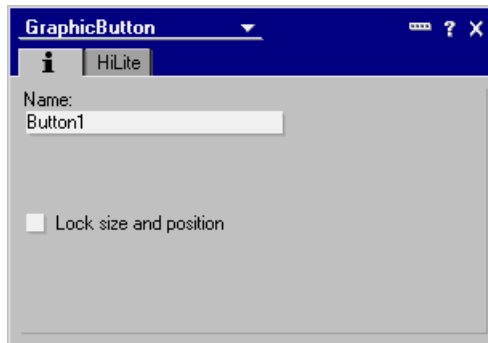 GraphicButton
? X
i HiLite
Name:
Button1
Lock size and position